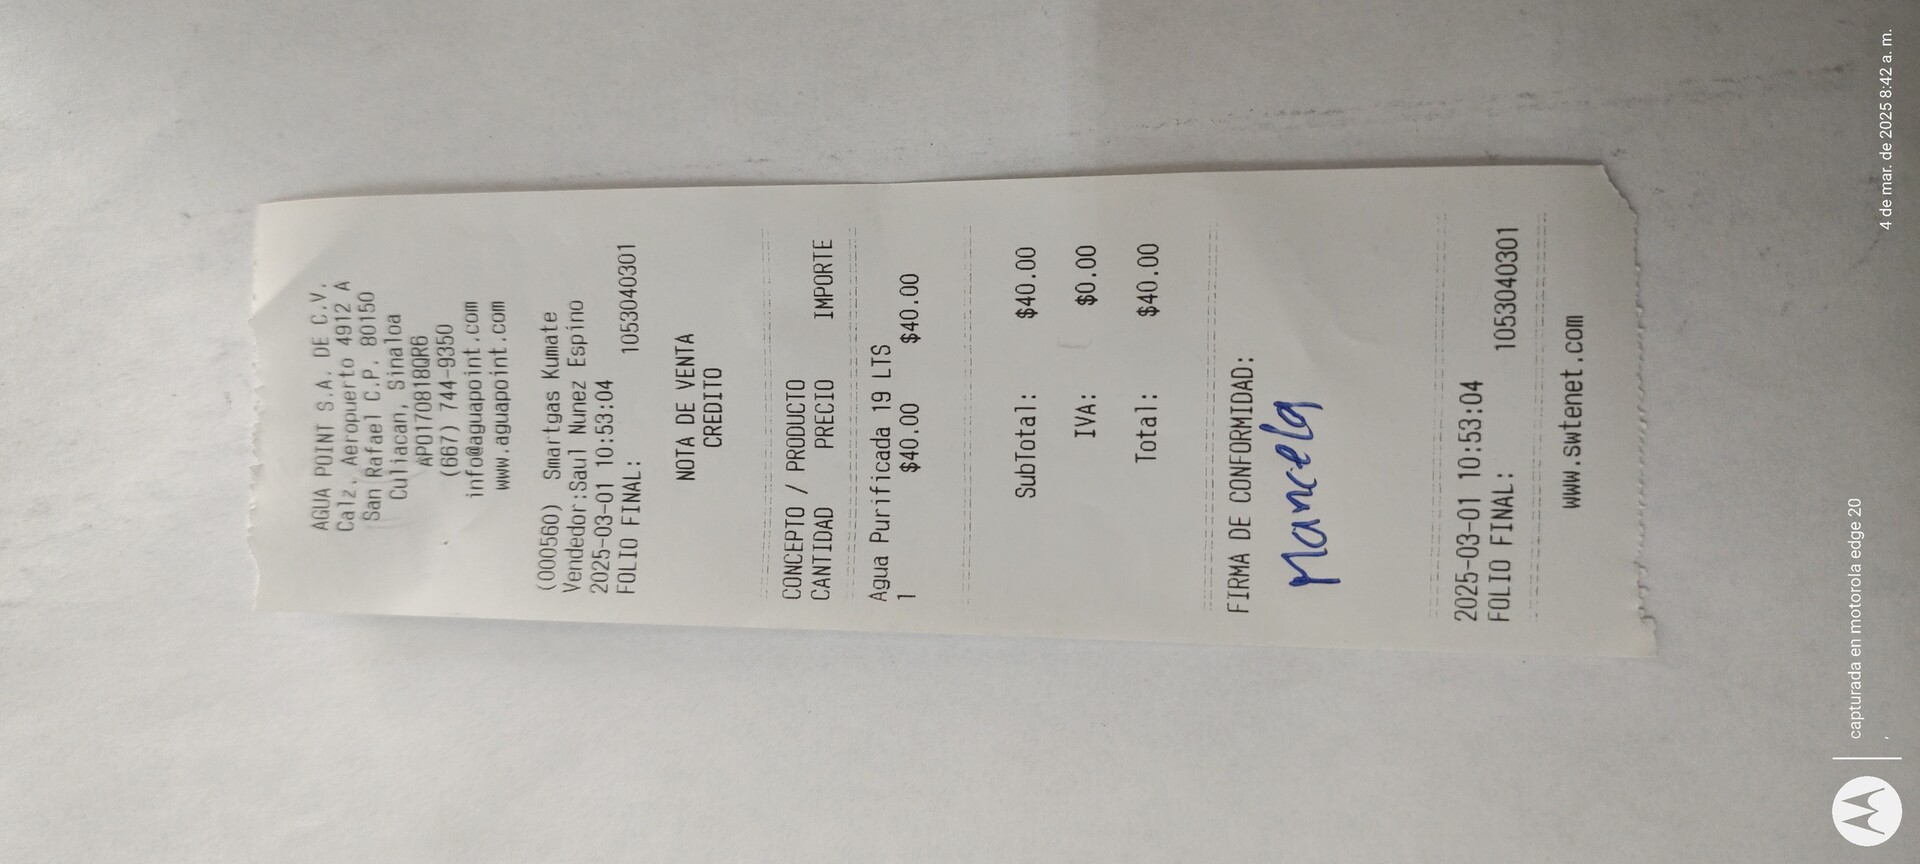 AGUA POINT S.A. DE C.V.
Calz. Aeropuerto 4912 A
San Rafael C.P. 80150
Culiacan, Sinaloa
APO170818QR6
(667) 744-9350
info@aguapoint.com
www.aguapoint.com
(000560) Smartgas Kumate
Vendedor:Saul Nunez Espino
2025-03-01 10:53:04
FOLIO FINAL: 1053040301
NOTA DE VENTA
CREDITO
CONCEPTO / PRODUCTO
CANTIDAD PRECIO IMPORTE
Agua Purificada 19 LTS
1 $40.00 $40.00
SubTotal: $40.00
IVA: $0.00
Total: $40.00
FIRMA DE CONFORMIDAD:
Marcela
2025-03-01 10:53:04
FOLIO FINAL: 1053040301
www.swtenet.com
capturada en motorola edge 20
,
4 de mar. de 2025 8:42 a. m.